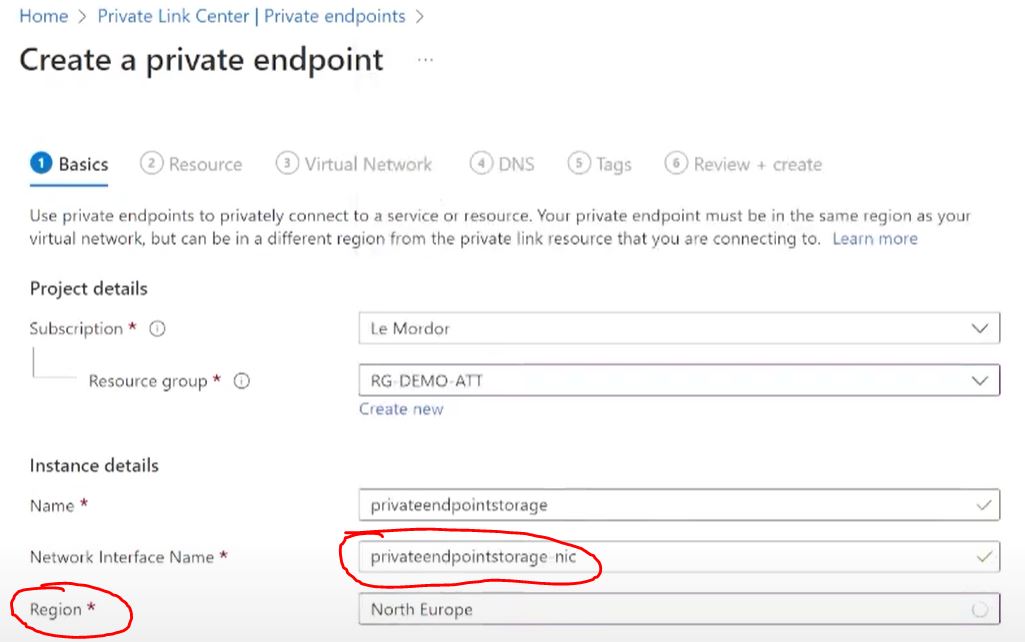 Home > Private Link Center | Private endpoints >
Create a private endpoint ...
1 Basics 2 Resource 3 Virtual Network 4 DNS 5 Tags 6 Review + create
Use private endpoints to privately connect to a service or resource. Your private endpoint must be in the same region as your
virtual network, but can be in a different region from the private link resource that you are connecting to. Learn more
Project details
Subscription * Le Mordor
Resource group * RG-DEMO-ATT
Create new
Instance details
Name * privateendpointstorage
Network Interface Name * privateendpointstorage-nic
Region * North Europe